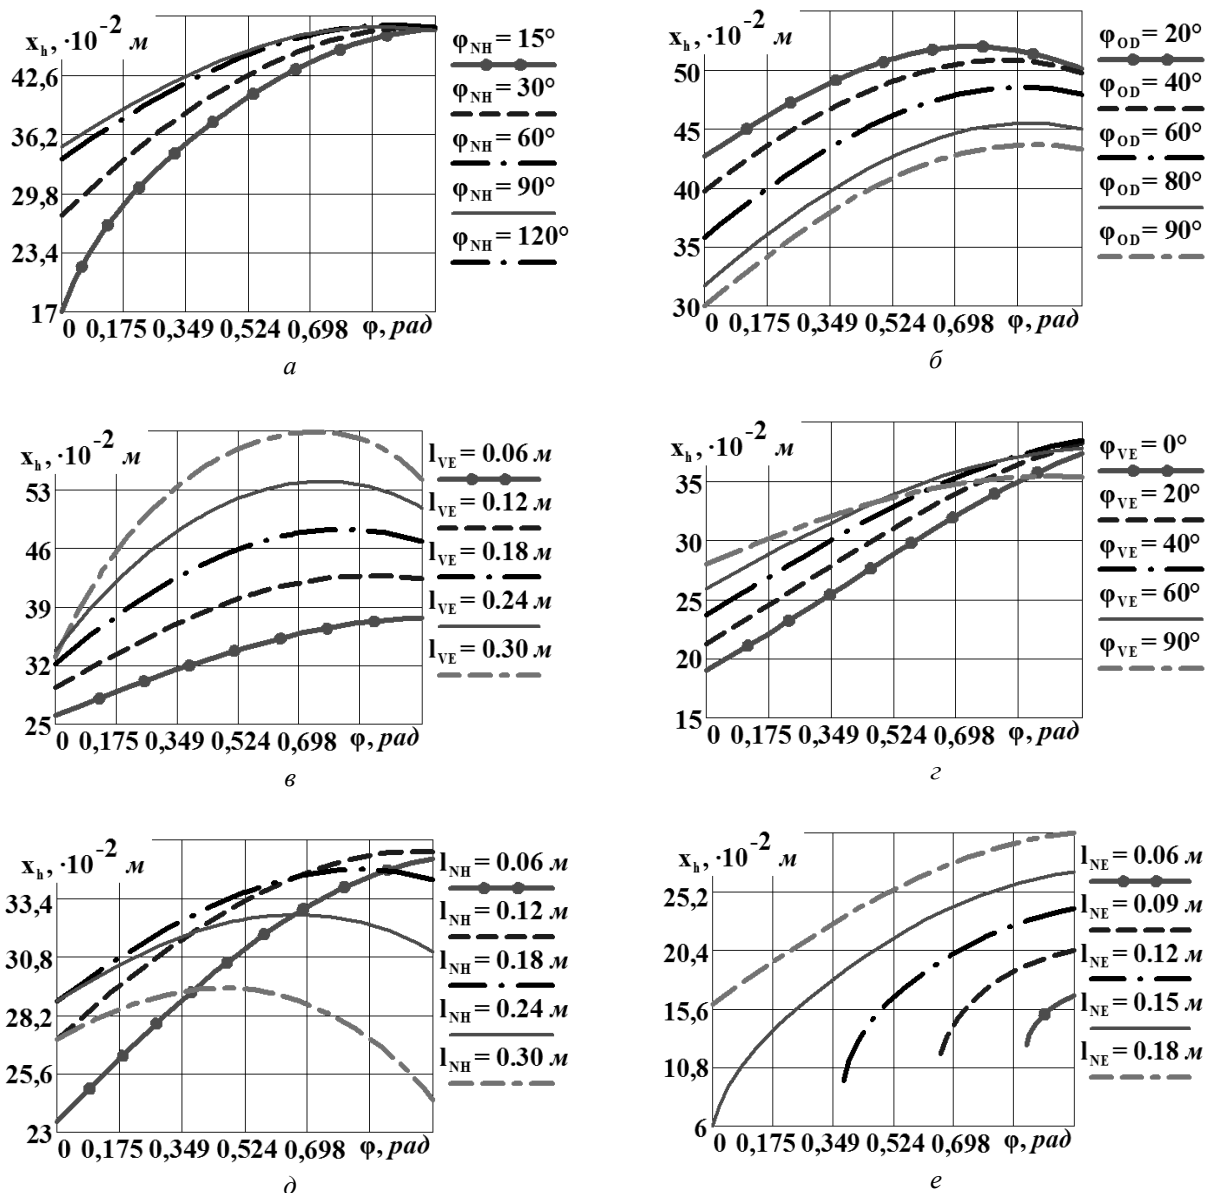 xₕ, ·10⁻² м
42,6
36,2
29,8
23,4
17
0 0,175 0,349 0,524 0,698 φ, рад
φNH = 15°
φNH = 30°
φNH = 60°
φNH = 90°
φNH = 120°
а
xₕ, ·10⁻² м
50
45
40
35
30
0 0,175 0,349 0,524 0,698 φ, рад
φOD = 20°
φOD = 40°
φOD = 60°
φOD = 80°
φOD = 90°
б
xₕ, ·10⁻² м
53
46
39
32
25
0 0,175 0,349 0,524 0,698 φ, рад
lVE = 0.06 м
lVE = 0.12 м
lVE = 0.18 м
lVE = 0.24 м
lVE = 0.30 м
в
xₕ, ·10⁻² м
35
30
25
20
15
0 0,175 0,349 0,524 0,698 φ, рад
φVE = 0°
φVE = 20°
φVE = 40°
φVE = 60°
φVE = 90°
г
xₕ, ·10⁻² м
33,4
30,8
28,2
25,6
23
0 0,175 0,349 0,524 0,698 φ, рад
lNH = 0.06 м
lNH = 0.12 м
lNH = 0.18 м
lNH = 0.24 м
lNH = 0.30 м
д
xₕ, ·10⁻² м
25,2
20,4
15,6
10,8
6
0 0,175 0,349 0,524 0,698 φ, рад
lNE = 0.06 м
lNE = 0.09 м
lNE = 0.12 м
lNE = 0.15 м
lNE = 0.18 м
е